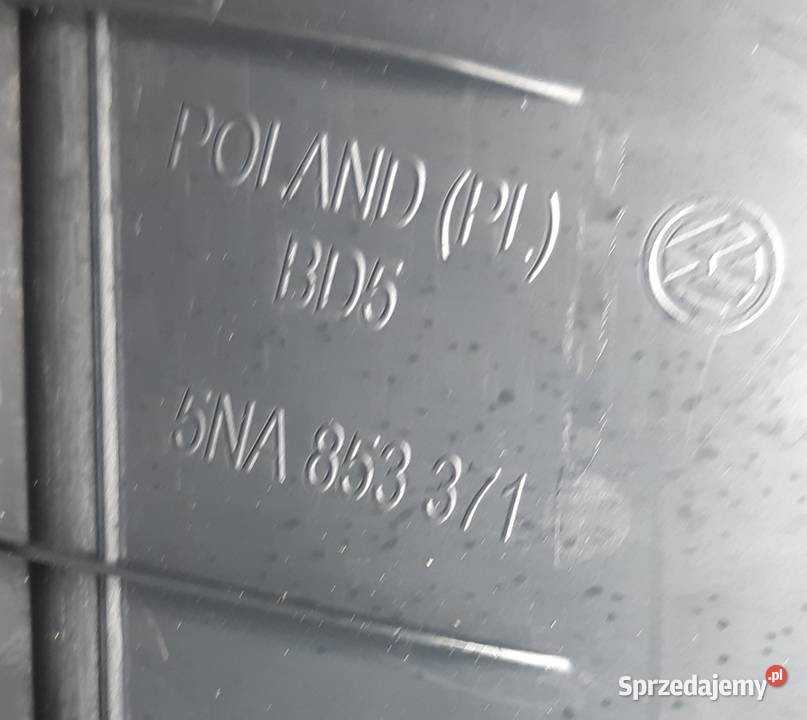 POLAND (PL)
BD5
5NA 853 371
Sprzedajemy.pl